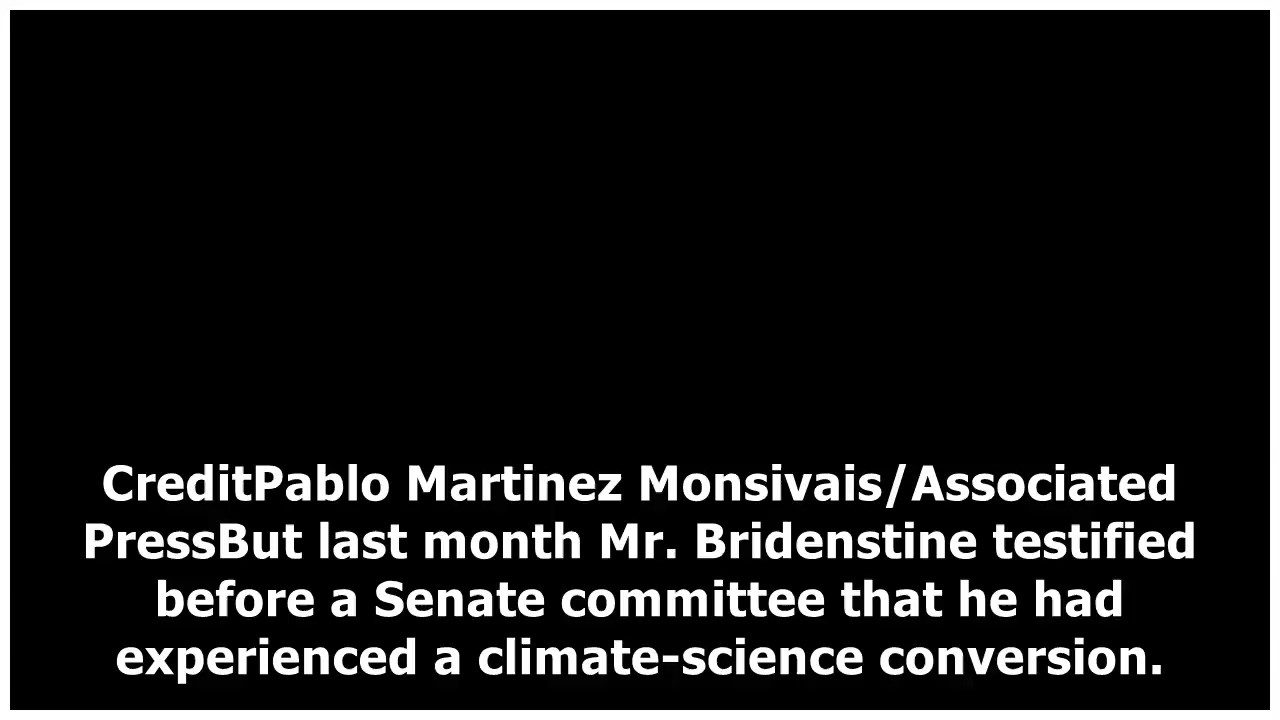 CreditPablo Martinez Monsivais/Associated
PressBut last month Mr. Bridenstine testified
before a Senate committee that he had
experienced a climate-science conversion.